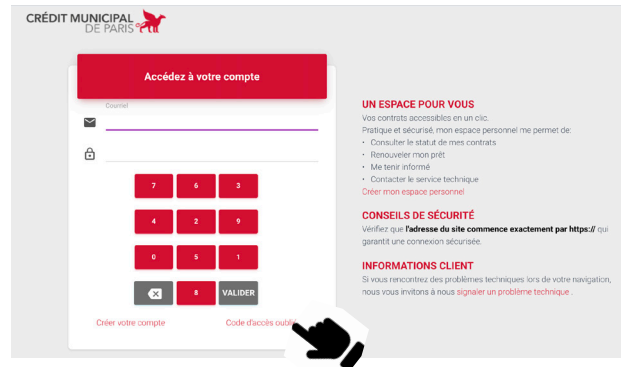 CRÉDIT MUNICIPAL
DE PARIS
Accédez à votre compte
Courriel
7 6 3
4 2 9
0 5 1
8 VALIDER
Créer votre compte
Code d'accès oublié
UN ESPACE POUR VOUS
Vos contrats accessibles en un clic.
Pratique et sécurisé, mon espace personnel me permet de:
• Consulter le statut de mes contrats
• Renouveler mon prêt
• Me tenir informé
• Contacter le service technique
Créer mon espace personnel
CONSEILS DE SÉCURITÉ
Vérifiez que l'adresse du site commence exactement par https:// qui
garantit une connexion sécurisée.
INFORMATIONS CLIENT
Si vous rencontrez des problèmes techniques lors de votre navigation,
nous vous invitons à nous signaler un problème technique .